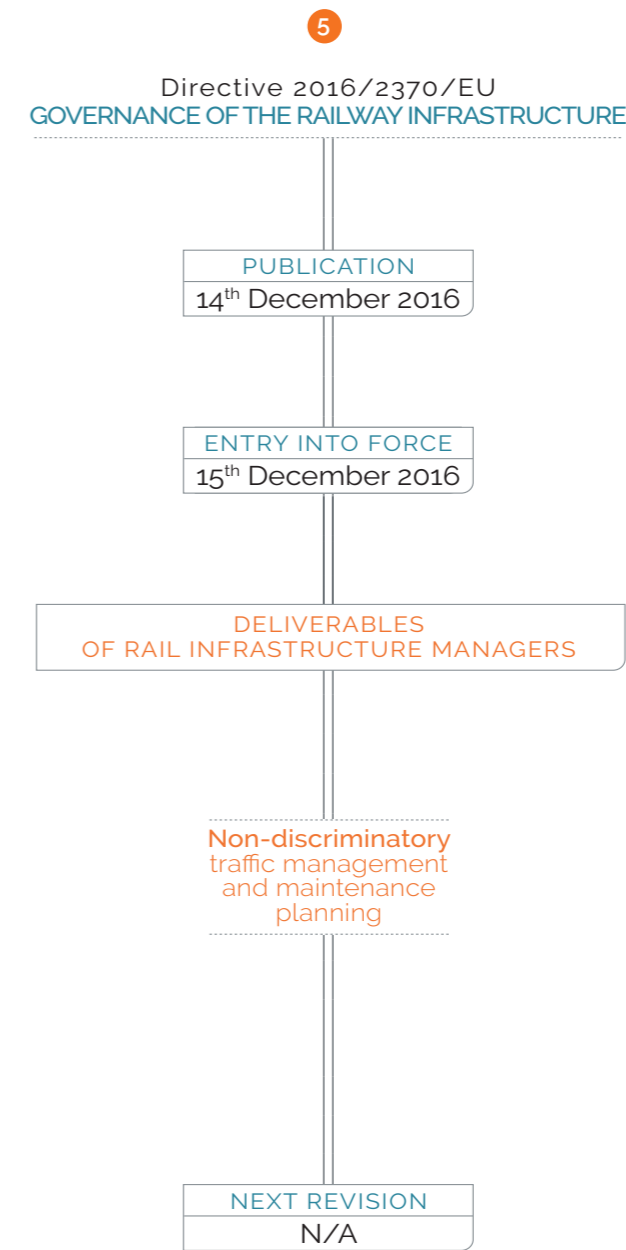 5
Directive 2016/2370/EU
GOVERNANCE OF THE RAILWAY INFRASTRUCTURE
PUBLICATION
14th December 2016
ENTRY INTO FORCE
15th December 2016
DELIVERABLES
OF RAIL INFRASTRUCTURE MANAGERS
Non-discriminatory
traffic management
and maintenance
planning
NEXT REVISION
N/A